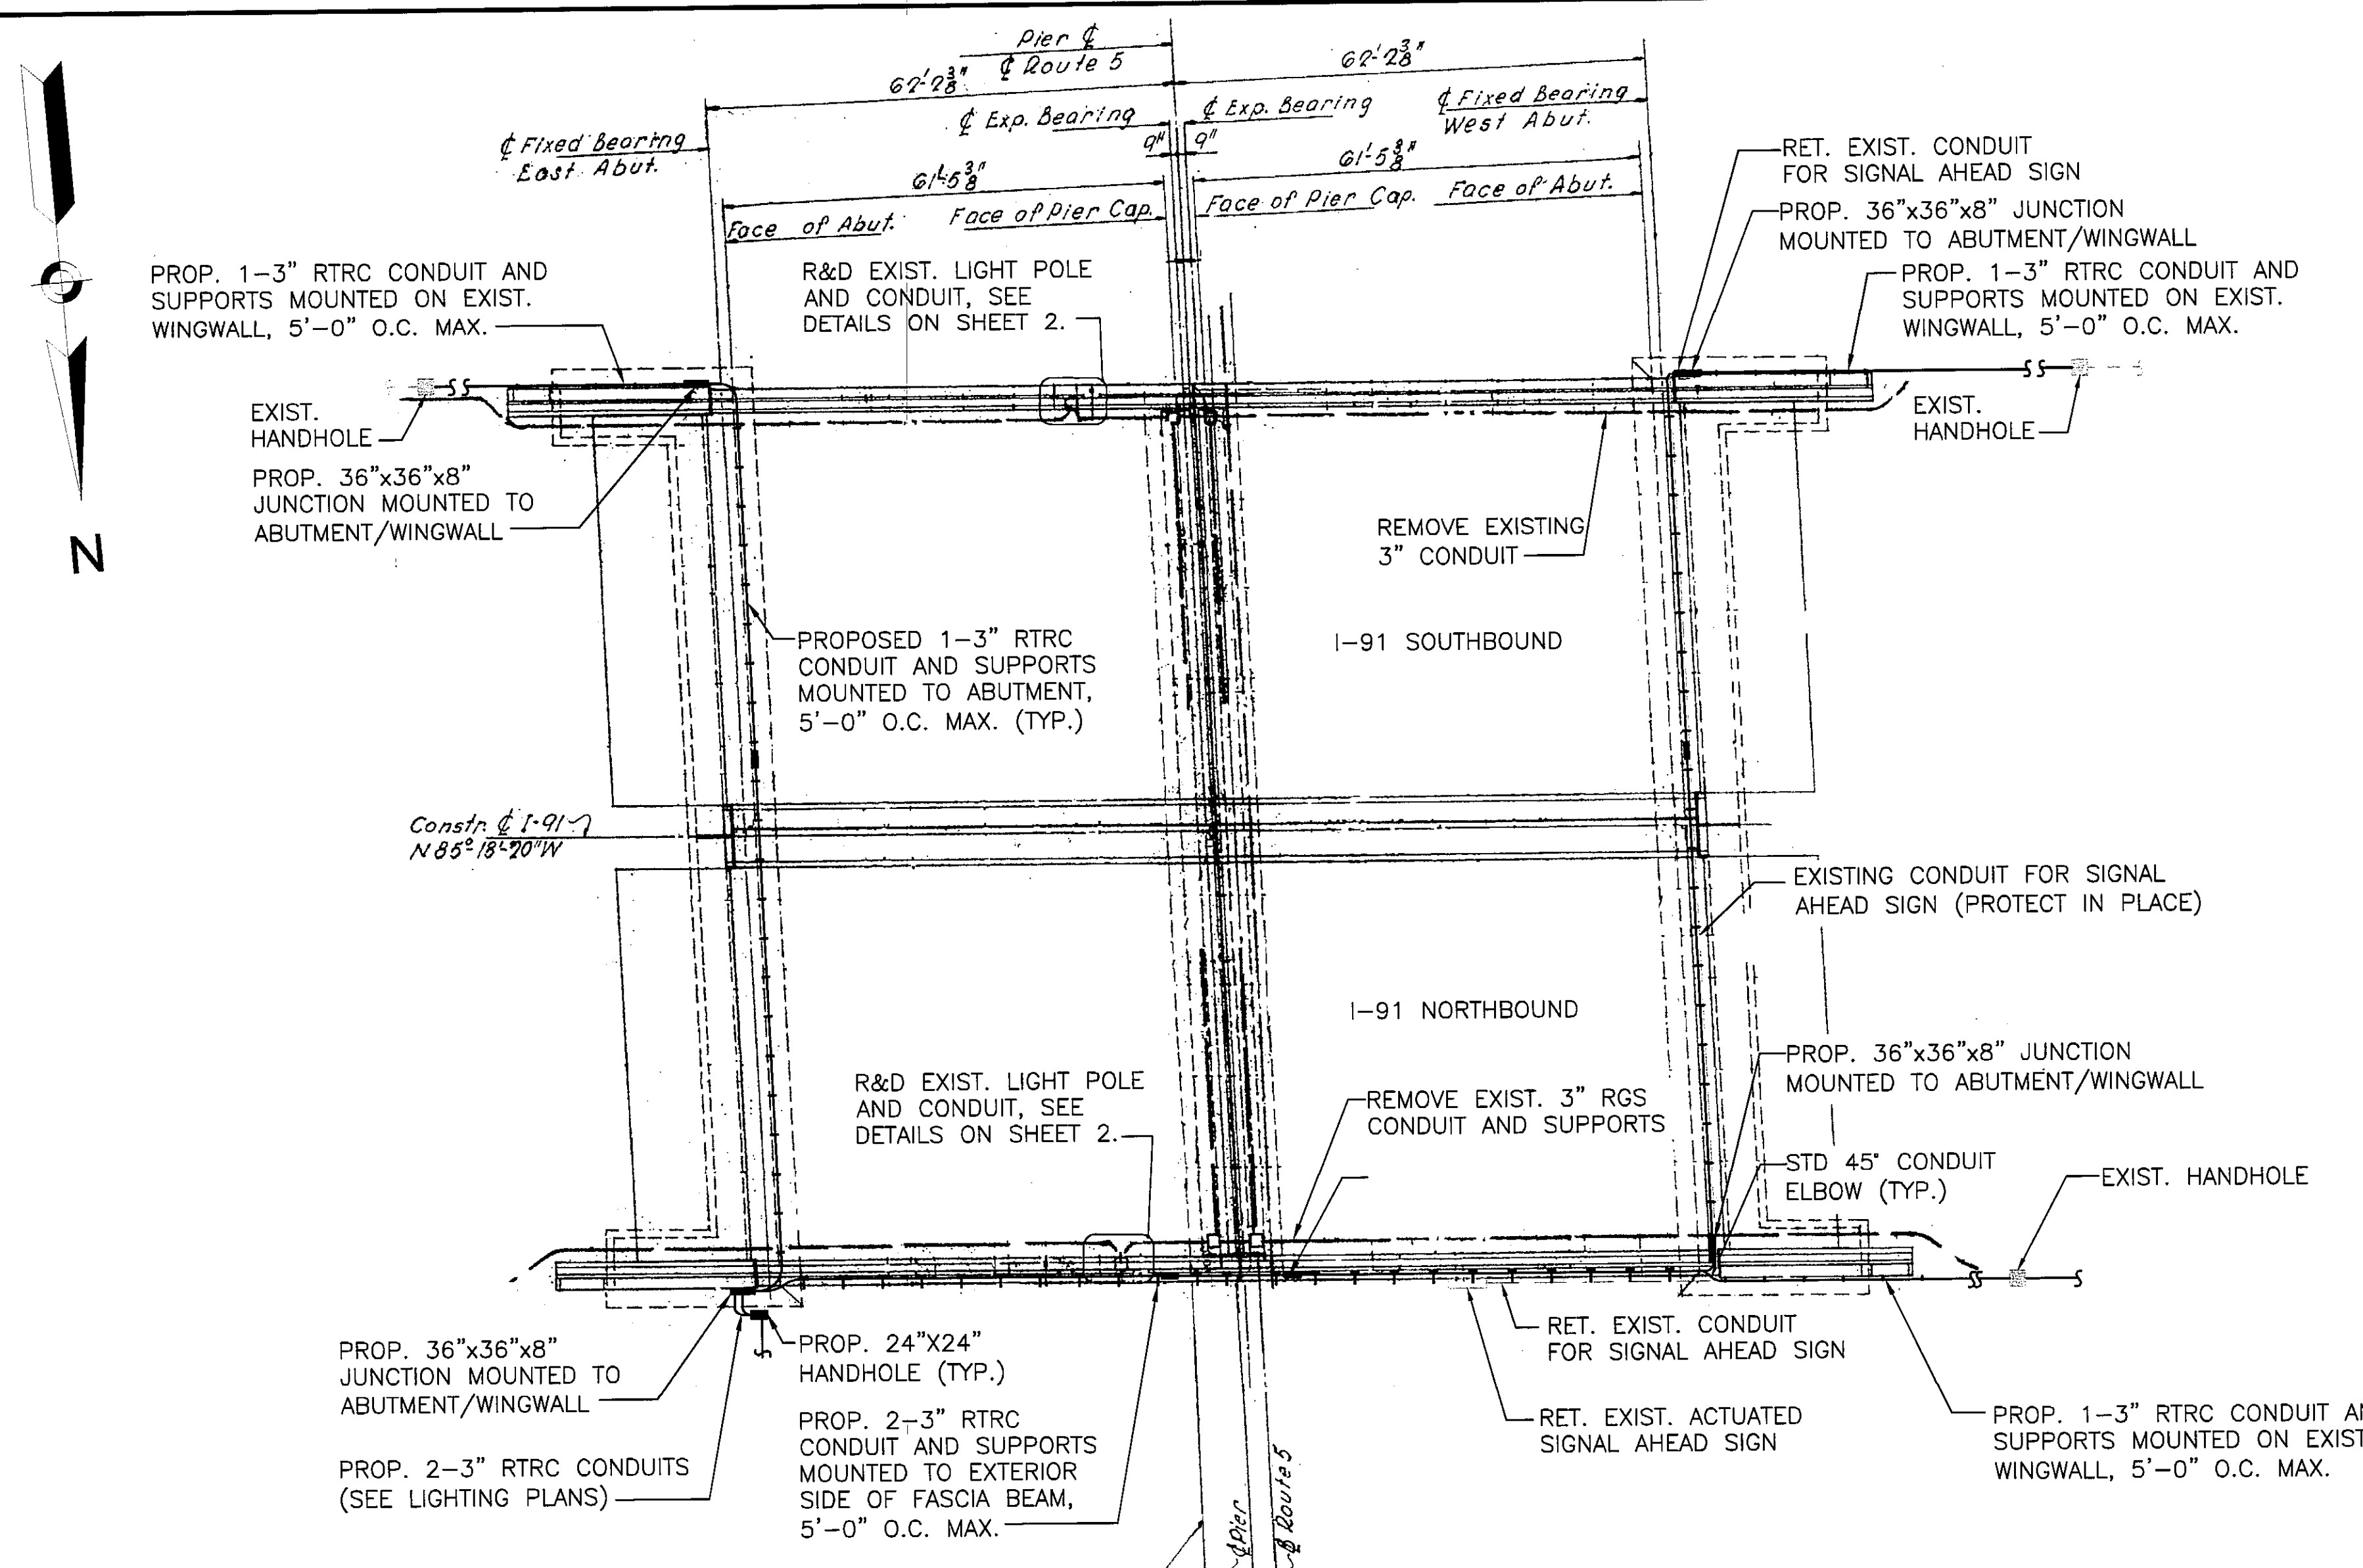 Pier ℄
℄ Route 5
62'-2⅜"
62'-2⅜"
℄ Exp. Bearing
℄ Exp. Bearing
℄ Fixed Bearing
West Abut.
℄ Fixed Bearing
East Abut.
9"
9"
61'-5⅜"
61'-5⅜"
Face of Abut.
Face of Pier Cap.
Face of Pier Cap.
Face of Abut.
RET. EXIST. CONDUIT
FOR SIGNAL AHEAD SIGN
PROP. 36"x36"x8" JUNCTION
MOUNTED TO ABUTMENT/WINGWALL
PROP. 1-3" RTRC CONDUIT AND
SUPPORTS MOUNTED ON EXIST.
WINGWALL, 5'-0" O.C. MAX.
PROP. 1-3" RTRC CONDUIT AND
SUPPORTS MOUNTED ON EXIST.
WINGWALL, 5'-0" O.C. MAX.
R&D EXIST. LIGHT POLE
AND CONDUIT, SEE
DETAILS ON SHEET 2.
EXIST.
HANDHOLE
EXIST.
HANDHOLE
PROP. 36"x36"x8"
JUNCTION MOUNTED TO
ABUTMENT/WINGWALL
N
REMOVE EXISTING
3" CONDUIT
PROPOSED 1-3" RTRC
CONDUIT AND SUPPORTS
MOUNTED TO ABUTMENT,
5'-0" O.C. MAX. (TYP.)
I-91 SOUTHBOUND
Constr. ℄ I-91
N 85° 18' 20" W
EXISTING CONDUIT FOR SIGNAL
AHEAD SIGN (PROTECT IN PLACE)
I-91 NORTHBOUND
R&D EXIST. LIGHT POLE
AND CONDUIT, SEE
DETAILS ON SHEET 2.
REMOVE EXIST. 3" RGS
CONDUIT AND SUPPORTS
PROP. 36"x36"x8" JUNCTION
MOUNTED TO ABUTMENT/WINGWALL
STD 45° CONDUIT
ELBOW (TYP.)
EXIST. HANDHOLE
PROP. 36"x36"x8"
JUNCTION MOUNTED TO
ABUTMENT/WINGWALL
PROP. 24"X24"
HANDHOLE (TYP.)
RET. EXIST. CONDUIT
FOR SIGNAL AHEAD SIGN
PROP. 2-3" RTRC CONDUITS
(SEE LIGHTING PLANS)
PROP. 2-3" RTRC
CONDUIT AND SUPPORTS
MOUNTED TO EXTERIOR
SIDE OF FASCIA BEAM,
5'-0" O.C. MAX.
RET. EXIST. ACTUATED
SIGNAL AHEAD SIGN
PROP. 1-3" RTRC CONDUIT
SUPPORTS MOUNTED ON EXIST
WINGWALL, 5'-0" O.C. MAX.
℄ Pier
Route 5